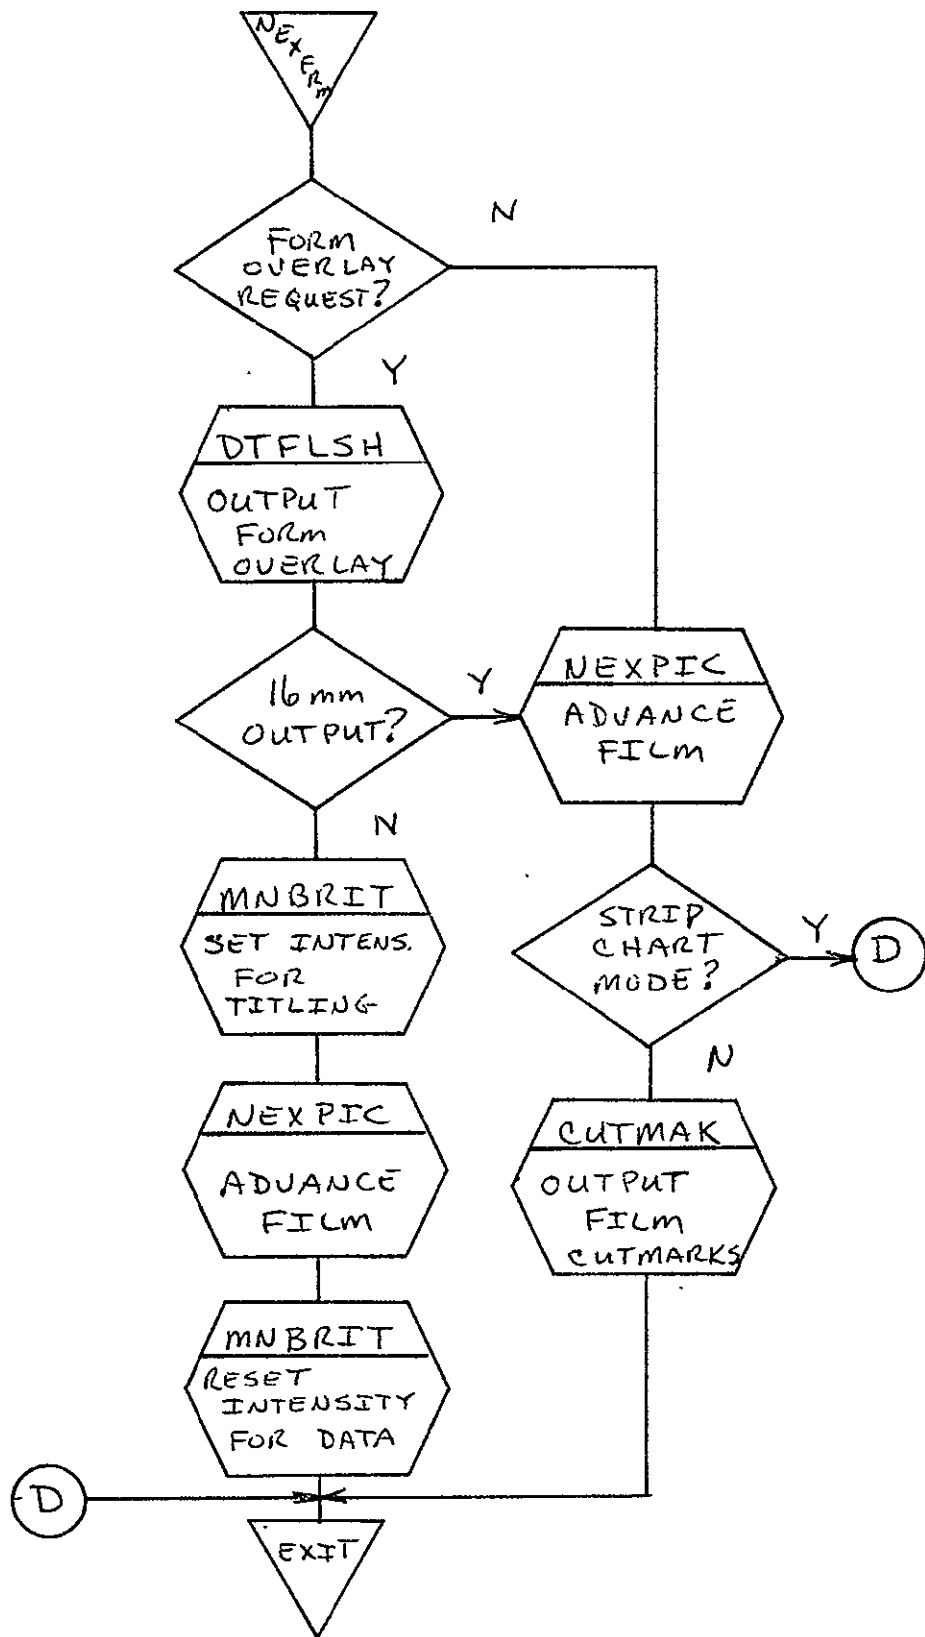 NEXFRM
N
FORM
OVERLAY
REQUEST?
Y
DTFLSH
OUTPUT
FORM
OVERLAY
16mm
OUTPUT?
Y
N
NEXPIC
ADVANCE
FILM
MNBRIT
SET INTENS.
FOR
TITLING
STRIP
CHART
MODE?
Y
D
N
NEXPIC
ADVANCE
FILM
CUTMAK
OUTPUT
FILM
CUTMARKS
MNBRIT
RESET
INTENSITY
FOR DATA
D
EXIT